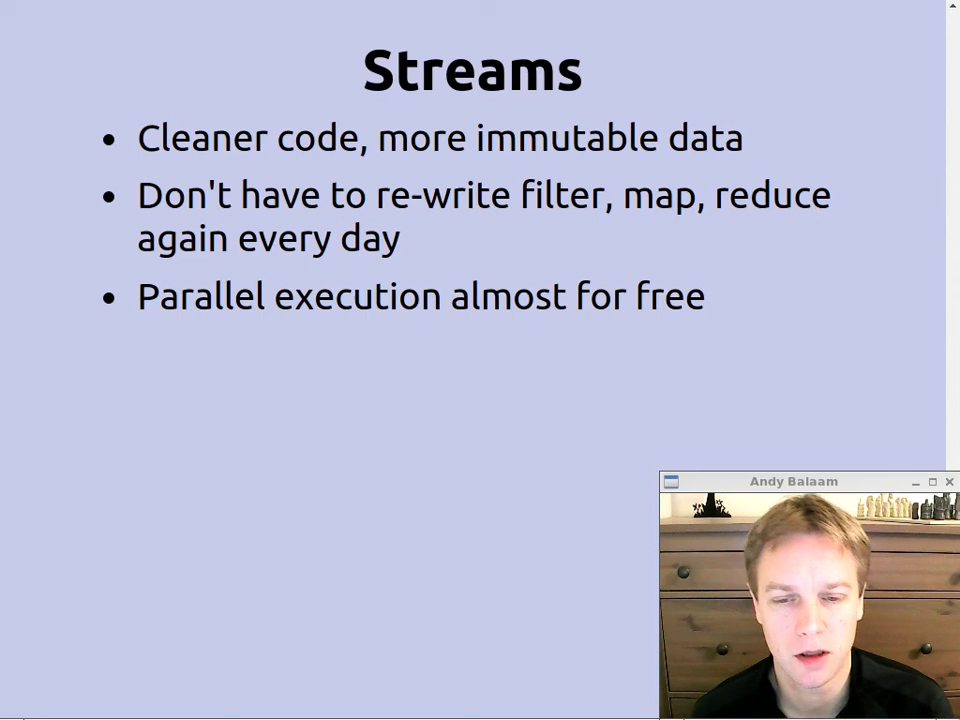 Streams
• Cleaner code, more immutable data
• Don't have to re-write filter, map, reduce
again every day
• Parallel execution almost for free
Andy Balaam